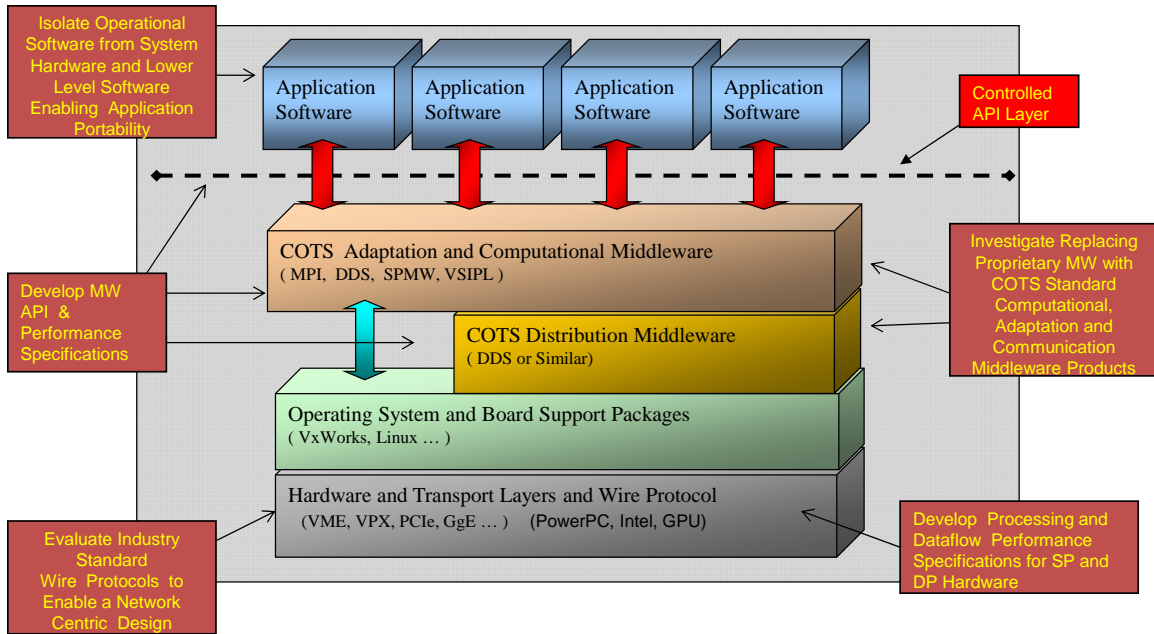 Isolate Operational
Software from System
Hardware and Lower
Level Software
Enabling Application
Portability
Application
Software
Application
Software
Application
Software
Application
Software
Controlled
API Layer
COTS Adaptation and Computational Middleware
( MPI, DDS, SPMW, VSIPL )
Develop MW
API &
Performance
Specifications
Investigate Replacing
Proprietary MW with
COTS Standard
Computational,
Adaptation and
Communication
Middleware Products
COTS Distribution Middleware
( DDS or Similar)
Operating System and Board Support Packages
( VxWorks, Linux … )
Hardware and Transport Layers and Wire Protocol
(VME, VPX, PCIe, GgE … ) (PowerPC, Intel, GPU)
Evaluate Industry
Standard
Wire Protocols to
Enable a Network
Centric Design
Develop Processing and
Dataflow Performance
Specifications for SP and
DP Hardware